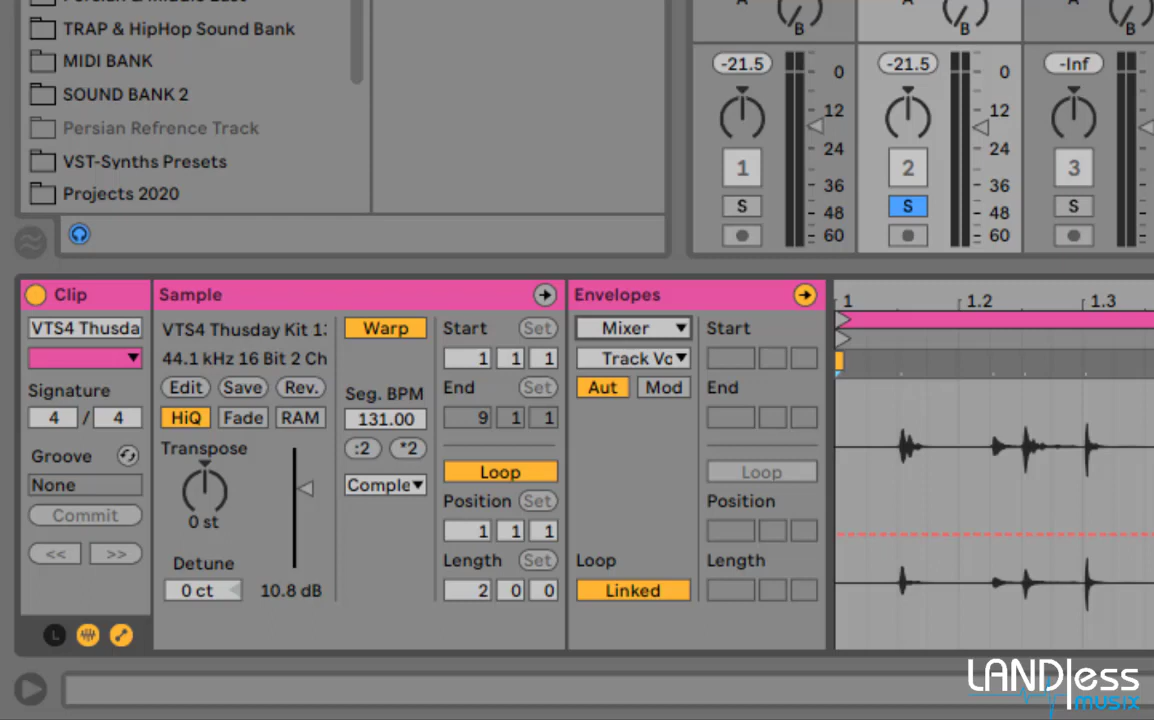 TRAP & HipHop Sound Bank
MIDI BANK
SOUND BANK 2
Persian Refrence Track
VST-Synths Presets
Projects 2020
A A A
B B B
-21.5 -21.5 -Inf
0 0
12 12
24 24
36 36
48 48
60 60
1 2 3
S S S
Clip
VTS4 Thusda
Signature
4 / 4
Groove
None
Commit
<< >>
L
Sample
VTS4 Thusday Kit 1:
44.1 kHz 16 Bit 2 Ch
Edit Save Rev.
HiQ Fade RAM
Transpose
0 st
Detune
0 ct
10.8 dB
Warp
Seg. BPM
131.00
:2 *2
Comple
Start Set
1 1 1
End Set
9 1 1
Loop
Position Set
1 1 1
Length Set
2 0 0
Envelopes
Mixer
Track Vo
Aut Mod
Loop
Linked
Start
End
Loop
Position
Length
1 1.2 1.3
LANDless
musix